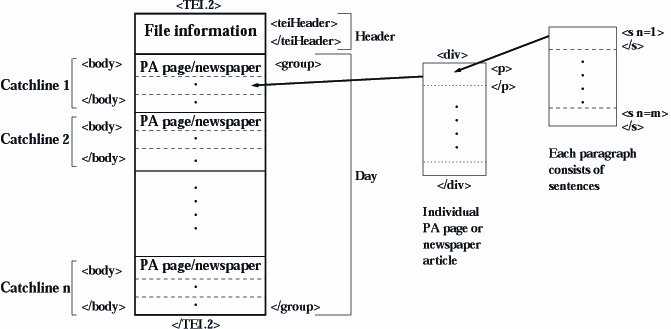 <TEI.2>
File information
<teiHeader>
</teiHeader>
Header
<body>
PA page/newspaper
<group>
Catchline 1
</body>
<body>
PA page/newspaper
Catchline 2
</body>
Day
<body>
PA page/newspaper
Catchline n
</body>
</group>
</TEI.2>
<div>
<p>
</p>
</div>
Individual
PA page or
newspaper
article
<s n=1>
</s>
<s n=m>
</s>
Each paragraph
consists of
sentences